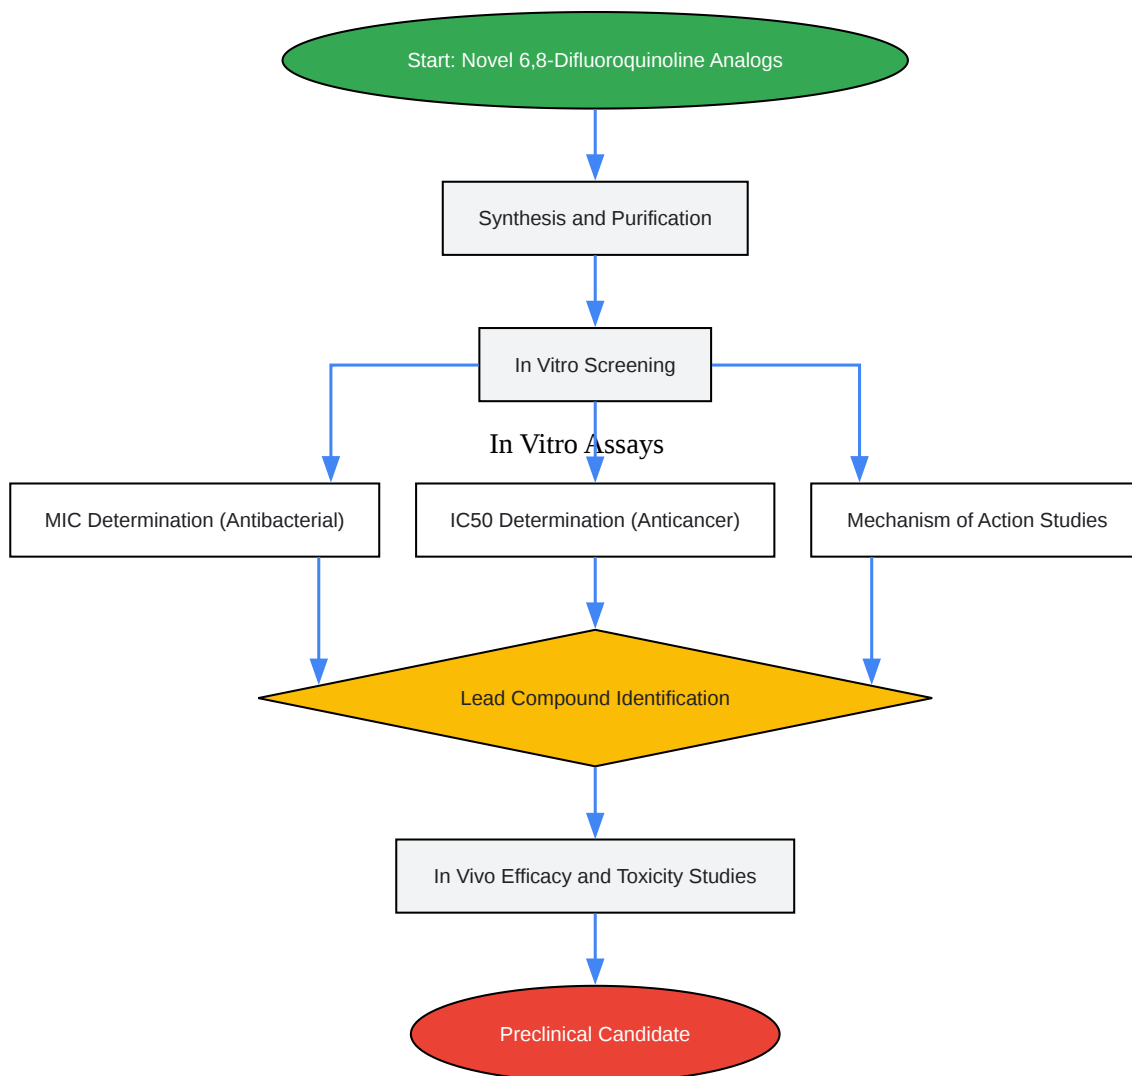 Start: Novel 6,8-Difluoroquinoline Analogs
Synthesis and Purification
In Vitro Screening
In Vitro Assays
MIC Determination (Antibacterial)
IC50 Determination (Anticancer)
Mechanism of Action Studies
Lead Compound Identification
In Vivo Efficacy and Toxicity Studies
Preclinical Candidate